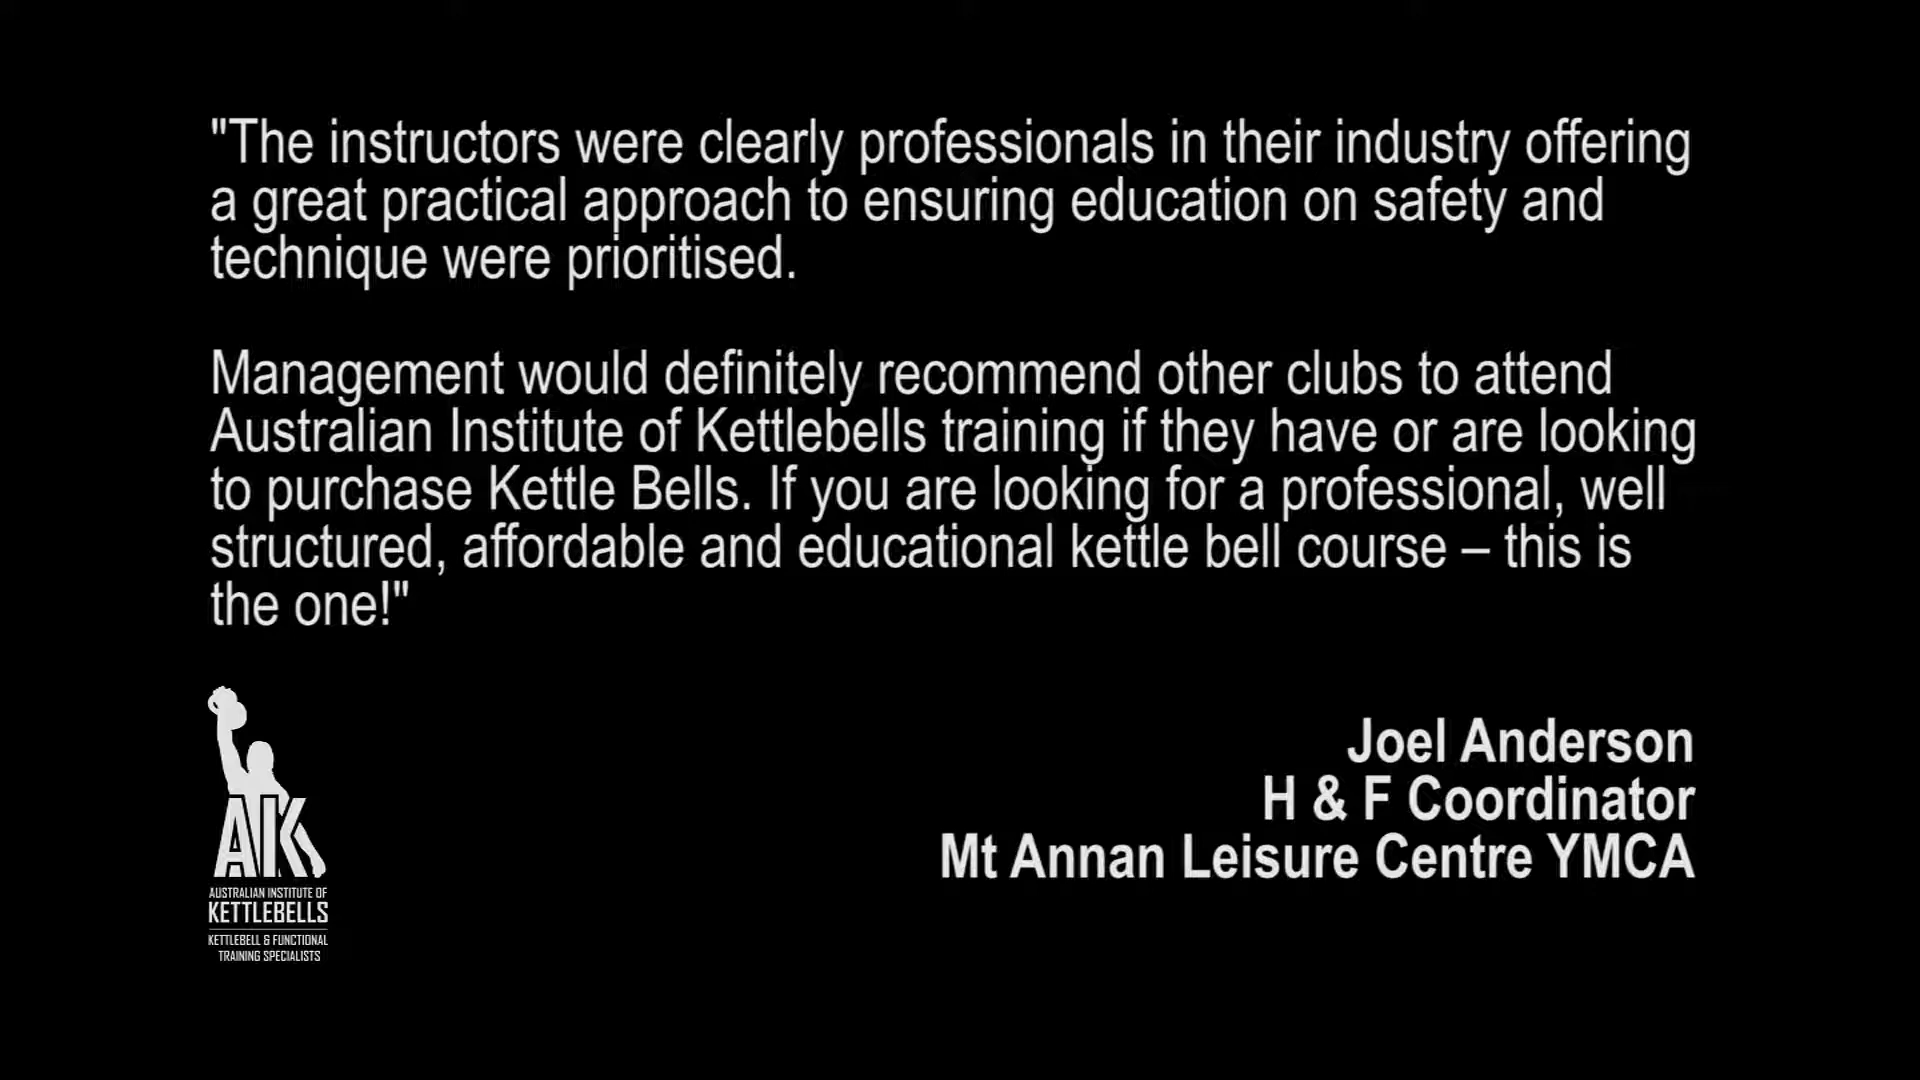 "The instructors were clearly professionals in their industry offering
a great practical approach to ensuring education on safety and
technique were prioritised.
Management would definitely recommend other clubs to attend
Australian Institute of Kettlebells training if they have or are looking
to purchase Kettle Bells. If you are looking for a professional, well
structured, affordable and educational kettle bell course – this is
the one!"
Joel Anderson
H & F Coordinator
Mt Annan Leisure Centre YMCA
AIK
AUSTRALIAN INSTITUTE OF
KETTLEBELLS
KETTLEBELL & FUNCTIONAL
TRAINING SPECIALISTS